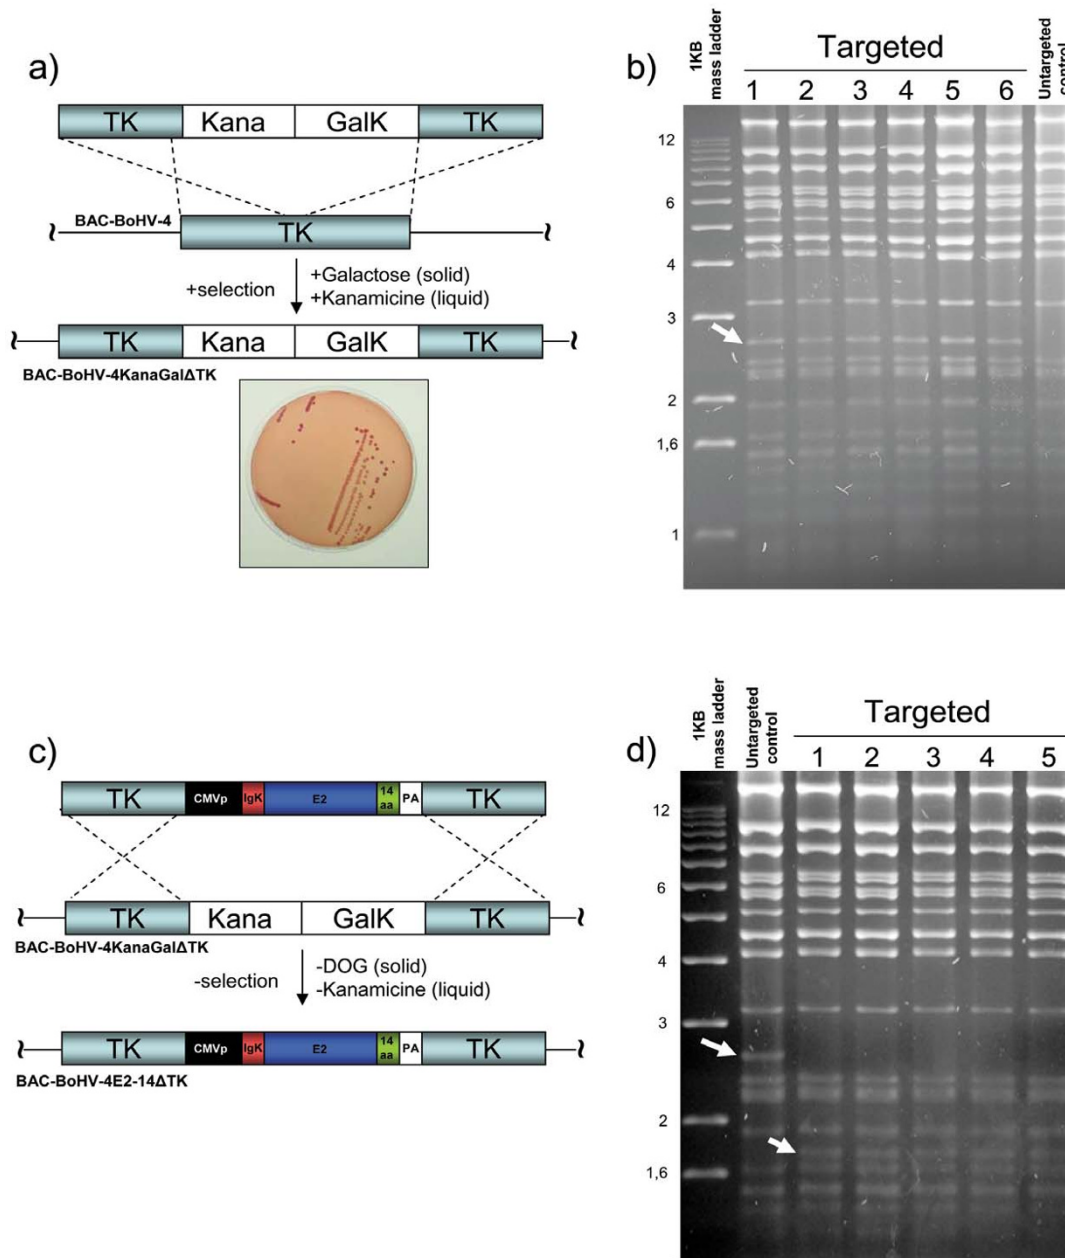 a)
TK Kana GalK TK
BAC-BoHV-4
TK
+selection
+Galactose (solid)
+Kanamicine (liquid)
TK Kana GalK TK
BAC-BoHV-4KanaGalΔTK
b)
1KB
mass ladder
Targeted
1 2 3 4 5 6
Untargeted
control
12
6
4
3
2
1,6
1
c)
TK CMVp IgK E2 14 aa PA TK
TK Kana GalK TK
BAC-BoHV-4KanaGalΔTK
-selection
-DOG (solid)
-Kanamicine (liquid)
TK CMVp IgK E2 14 aa PA TK
BAC-BoHV-4E2-14ΔTK
d)
1KB
mass ladder
Untargeted
control
Targeted
1 2 3 4 5
12
6
4
3
2
1,6